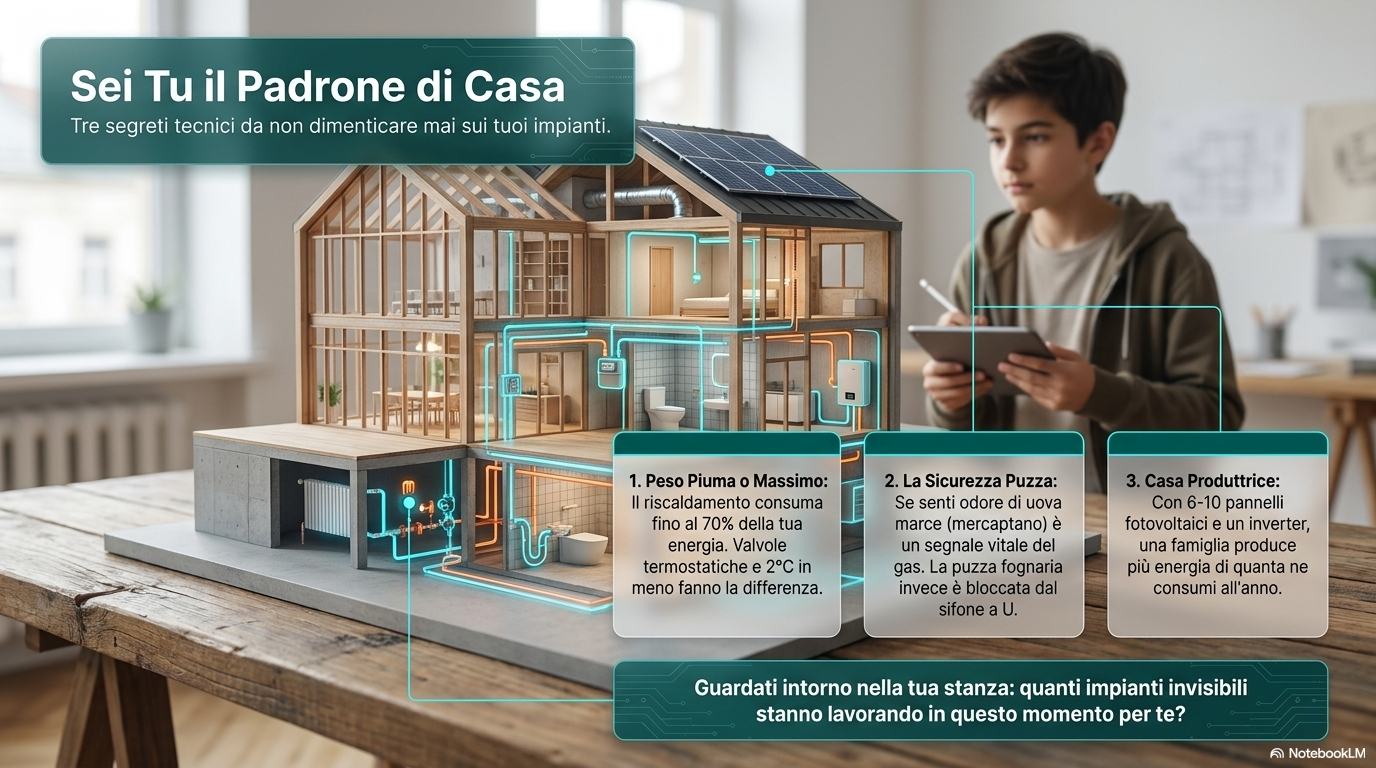 Sei Tu il Padrone di Casa
Tre segreti tecnici da non dimenticare mai sui tuoi impianti.
1. Peso Piuma o Massimo:
Il riscaldamento consuma
fino al 70% della tua
energia. Valvole
termostatiche e 2°C in
meno fanno la differenza.
2. La Sicurezza Puzza:
Se senti odore di uova
marce (mercaptano) è
un segnale vitale del
gas. La puzza fognaria
invece è bloccata dal
sifone a U.
3. Casa Produttrice:
Con 6-10 pannelli
fotovoltaici e un inverter,
una famiglia produce
più energia di quanta ne
consumi all'anno.
Guardati intorno nella tua stanza: quanti impianti invisibili
stanno lavorando in questo momento per te?
NotebookLM